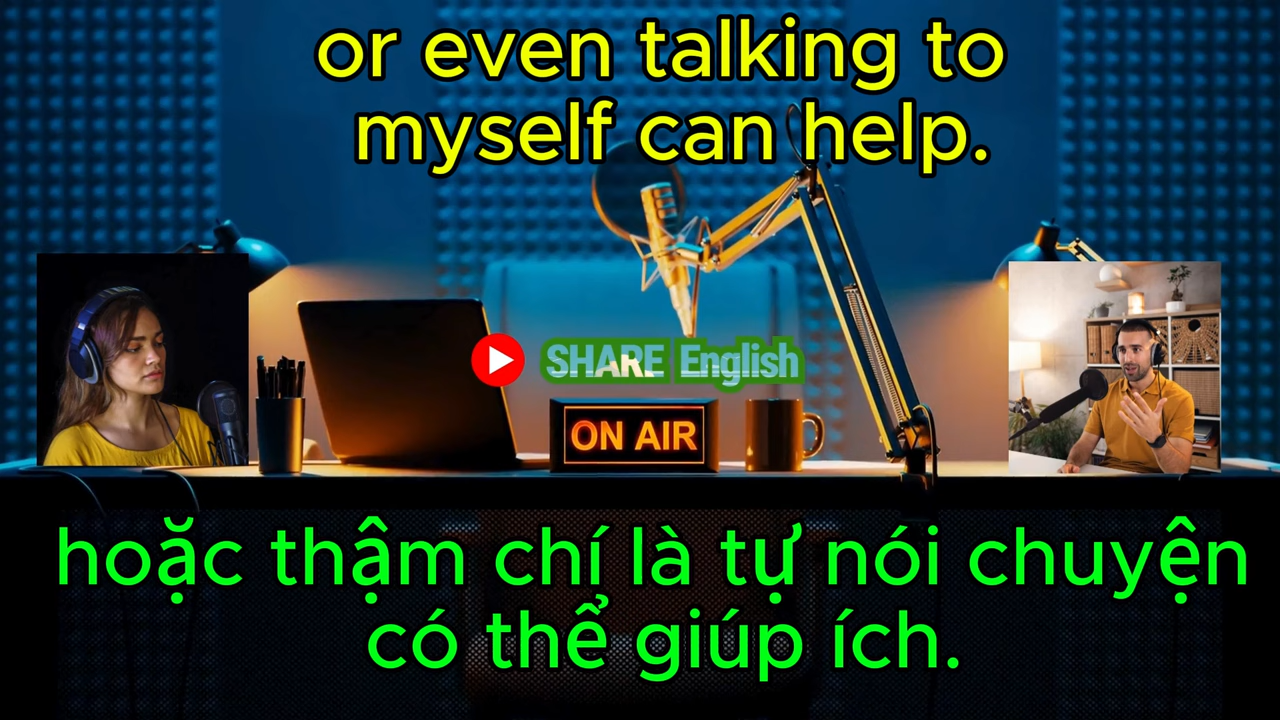 or even talking to
myself can help.
SHARE English
ON AIR
hoặc thậm chí là tự nói chuyện
có thể giúp ích.